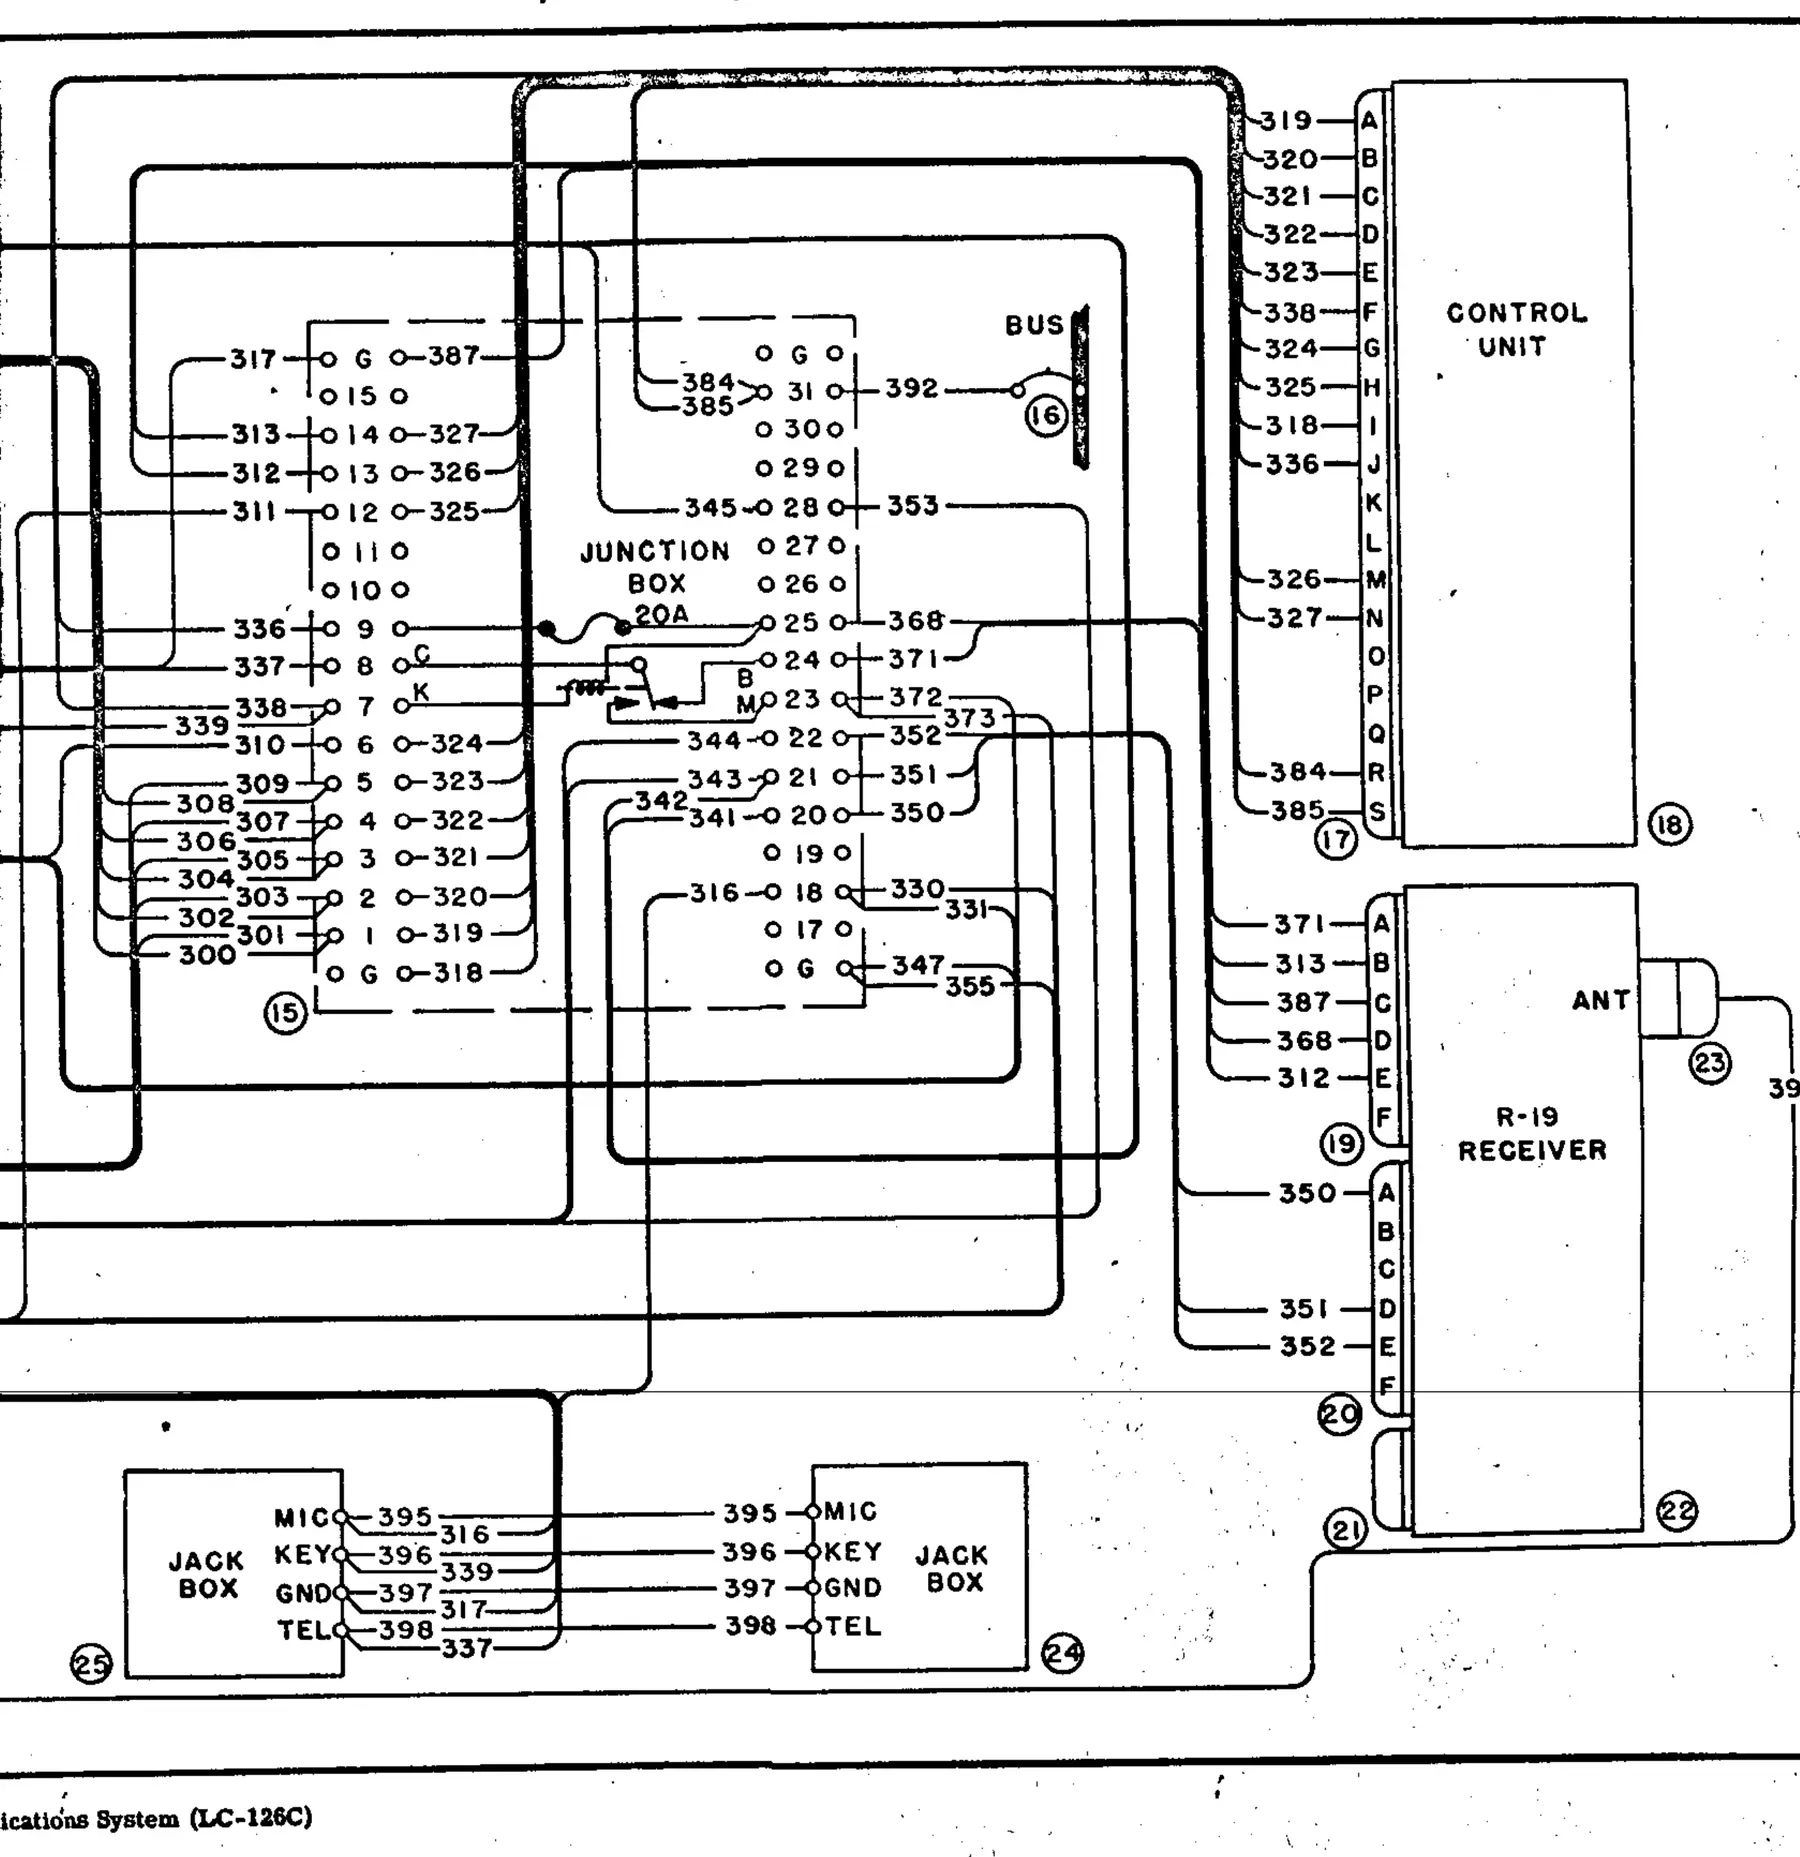 317 G 387
15
313 14 327
312 13 326
311 12 325
11
10
336 9
337 8 C
338 7 K
339
310 6 324
309 5 323
308
307 4 322
306
305 3 321
304
303 2 320
302
301 1 319
300
G 318
15
JUNCTION
BOX
20A
B
M
G
384 31 392
385
30
29
345 28 353
27
26
25 368
24 371
23 372
373
344 22 352
343 21 351
342
341 20 350
19
316 18 330
331
17
G 347
355
BUS
16
319 A
320 B
321 C
322 D
323 E
338 F
324 G
325 H
318 I
336 J
K
L
326 M
327 N
O
P
Q
384 R
385 S
17
CONTROL
UNIT
18
371 A
313 B
387 C
368 D
312 E
F
19
350 A
B
C
351 D
352 E
F
20
21
ANT
23
39
R-19
RECEIVER
22
JACK
BOX
MIC 395
316
KEY 396
339
GND 397
317
TEL 398
337
25
395 MIC
396 KEY
397 GND
398 TEL
JACK
BOX
24
ications System (LC-126C)